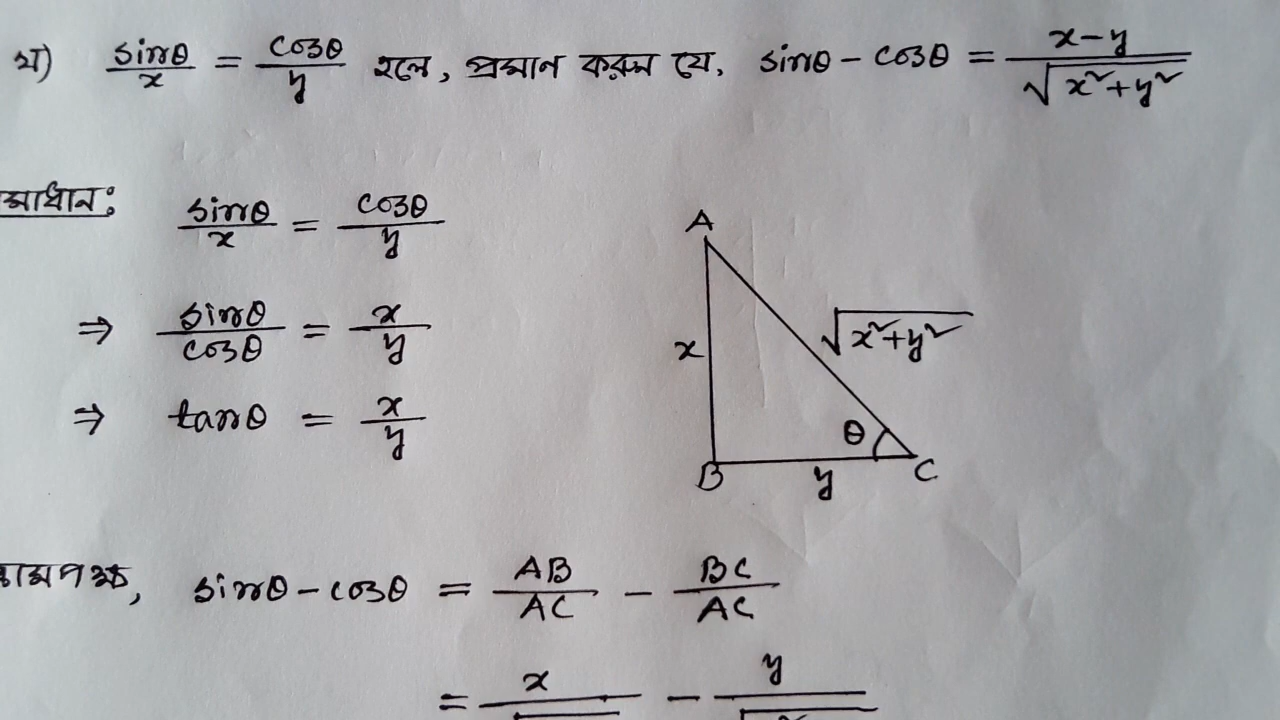 থ) sinθ/x = cosθ/y হলে, প্রমান করুন যে, sinθ - cosθ = x-y/√x²+y²
মাধান:
sinθ/x = cosθ/y
⇒ sinθ/cosθ = x/y
⇒ tanθ = x/y
A
x
√x²+y²
θ
B
y
C
বামপক্ষ, sinθ - cosθ = AB/AC - BC/AC
= x - y